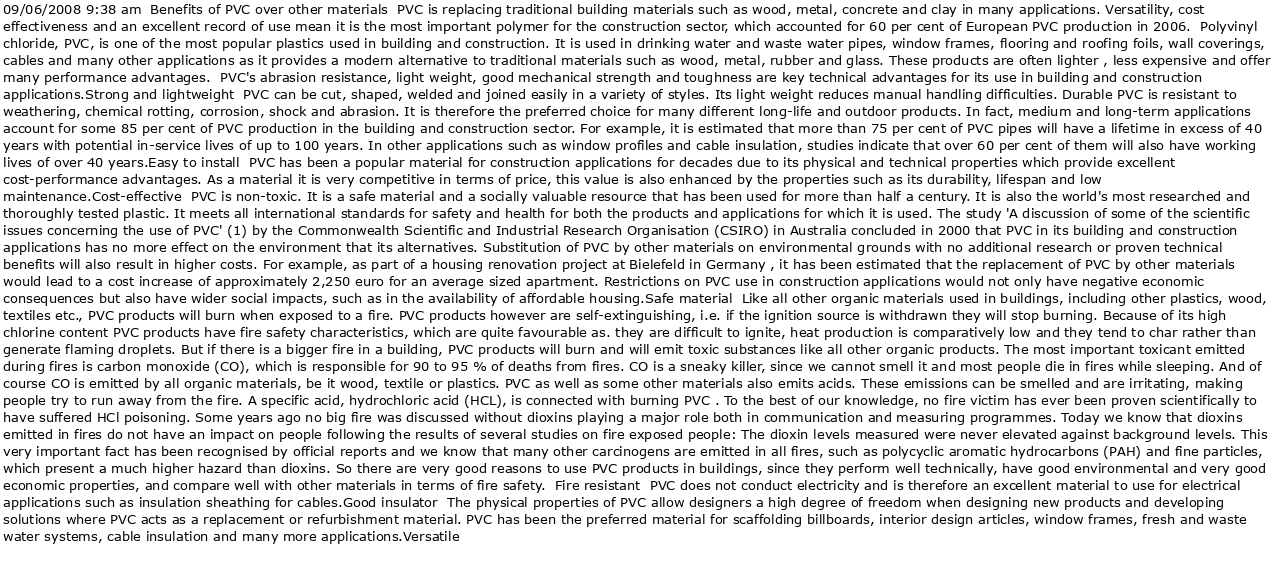 09/06/2008 9:38 am  Benefits of PVC over other materials  PVC is replacing traditional building materials such as wood, metal, concrete and clay in many applications. Versatility, cost
effectiveness and an excellent record of use mean it is the most important polymer for the construction sector, which accounted for 60 per cent of European PVC production in 2006.  Polyvinyl
chloride, PVC, is one of the most popular plastics used in building and construction. It is used in drinking water and waste water pipes, window frames, flooring and roofing foils, wall coverings,
cables and many other applications as it provides a modern alternative to traditional materials such as wood, metal, rubber and glass. These products are often lighter , less expensive and offer
many performance advantages.  PVC's abrasion resistance, light weight, good mechanical strength and toughness are key technical advantages for its use in building and construction
applications.Strong and lightweight  PVC can be cut, shaped, welded and joined easily in a variety of styles. Its light weight reduces manual handling difficulties. Durable PVC is resistant to
weathering, chemical rotting, corrosion, shock and abrasion. It is therefore the preferred choice for many different long-life and outdoor products. In fact, medium and long-term applications
account for some 85 per cent of PVC production in the building and construction sector. For example, it is estimated that more than 75 per cent of PVC pipes will have a lifetime in excess of 40
years with potential in-service lives of up to 100 years. In other applications such as window profiles and cable insulation, studies indicate that over 60 per cent of them will also have working
lives of over 40 years.Easy to install  PVC has been a popular material for construction applications for decades due to its physical and technical properties which provide excellent
cost-performance advantages. As a material it is very competitive in terms of price, this value is also enhanced by the properties such as its durability, lifespan and low
maintenance.Cost-effective  PVC is non-toxic. It is a safe material and a socially valuable resource that has been used for more than half a century. It is also the world's most researched and
thoroughly tested plastic. It meets all international standards for safety and health for both the products and applications for which it is used. The study 'A discussion of some of the scientific
issues concerning the use of PVC' (1) by the Commonwealth Scientific and Industrial Research Organisation (CSIRO) in Australia concluded in 2000 that PVC in its building and construction
applications has no more effect on the environment that its alternatives. Substitution of PVC by other materials on environmental grounds with no additional research or proven technical
benefits will also result in higher costs. For example, as part of a housing renovation project at Bielefeld in Germany , it has been estimated that the replacement of PVC by other materials
would lead to a cost increase of approximately 2,250 euro for an average sized apartment. Restrictions on PVC use in construction applications would not only have negative economic
consequences but also have wider social impacts, such as in the availability of affordable housing.Safe material  Like all other organic materials used in buildings, including other plastics, wood,
textiles etc., PVC products will burn when exposed to a fire. PVC products however are self-extinguishing, i.e. if the ignition source is withdrawn they will stop burning. Because of its high
chlorine content PVC products have fire safety characteristics, which are quite favourable as. they are difficult to ignite, heat production is comparatively low and they tend to char rather than
generate flaming droplets. But if there is a bigger fire in a building, PVC products will burn and will emit toxic substances like all other organic products. The most important toxicant emitted
during fires is carbon monoxide (CO), which is responsible for 90 to 95 % of deaths from fires. CO is a sneaky killer, since we cannot smell it and most people die in fires while sleeping. And of
course CO is emitted by all organic materials, be it wood, textile or plastics. PVC as well as some other materials also emits acids. These emissions can be smelled and are irritating, making
people try to run away from the fire. A specific acid, hydrochloric acid (HCL), is connected with burning PVC . To the best of our knowledge, no fire victim has ever been proven scientifically to
have suffered HCl poisoning. Some years ago no big fire was discussed without dioxins playing a major role both in communication and measuring programmes. Today we know that dioxins
emitted in fires do not have an impact on people following the results of several studies on fire exposed people: The dioxin levels measured were never elevated against background levels. This
very important fact has been recognised by official reports and we know that many other carcinogens are emitted in all fires, such as polycyclic aromatic hydrocarbons (PAH) and fine particles,
which present a much higher hazard than dioxins. So there are very good reasons to use PVC products in buildings, since they perform well technically, have good environmental and very good
economic properties, and compare well with other materials in terms of fire safety.  Fire resistant  PVC does not conduct electricity and is therefore an excellent material to use for electrical
applications such as insulation sheathing for cables.Good insulator  The physical properties of PVC allow designers a high degree of freedom when designing new products and developing
solutions where PVC acts as a replacement or refurbishment material. PVC has been the preferred material for scaffolding billboards, interior design articles, window frames, fresh and waste
water systems, cable insulation and many more applications.Versatile